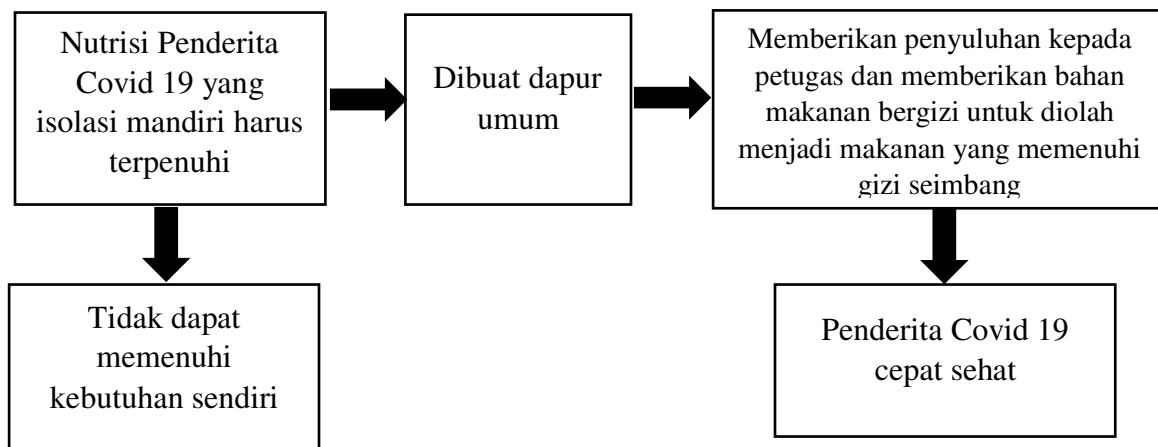 Nutrisi Penderita
Covid 19 yang
isolasi mandiri harus
terpenuhi
Dibuat dapur
umum
Memberikan penyuluhan kepada
petugas dan memberikan bahan
makanan bergizi untuk diolah
menjadi makanan yang memenuhi
gizi seimbang
Tidak dapat
memenuhi
kebutuhan sendiri
Penderita Covid 19
cepat sehat